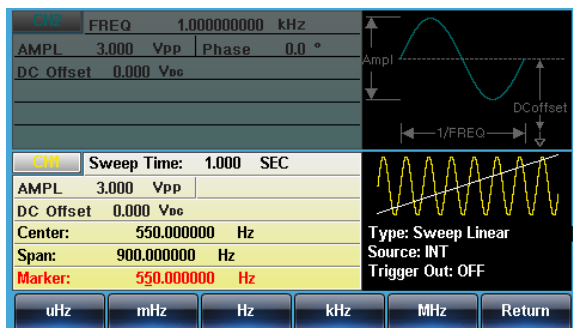 CH2 FREQ 1.000000000 kHz
AMPL 3.000 Vpp Phase 0.0 °
DC Offset 0.000 VDC
Ampl
DCoffset
1/FREQ
CH1 Sweep Time: 1.000 SEC
AMPL 3.000 Vpp
DC Offset 0.000 VDC
Center: 550.000000 Hz
Span: 900.000000 Hz
Marker: 550.000000 Hz
Type: Sweep Linear
Source: INT
Trigger Out: OFF
uHz mHz Hz kHz MHz Return